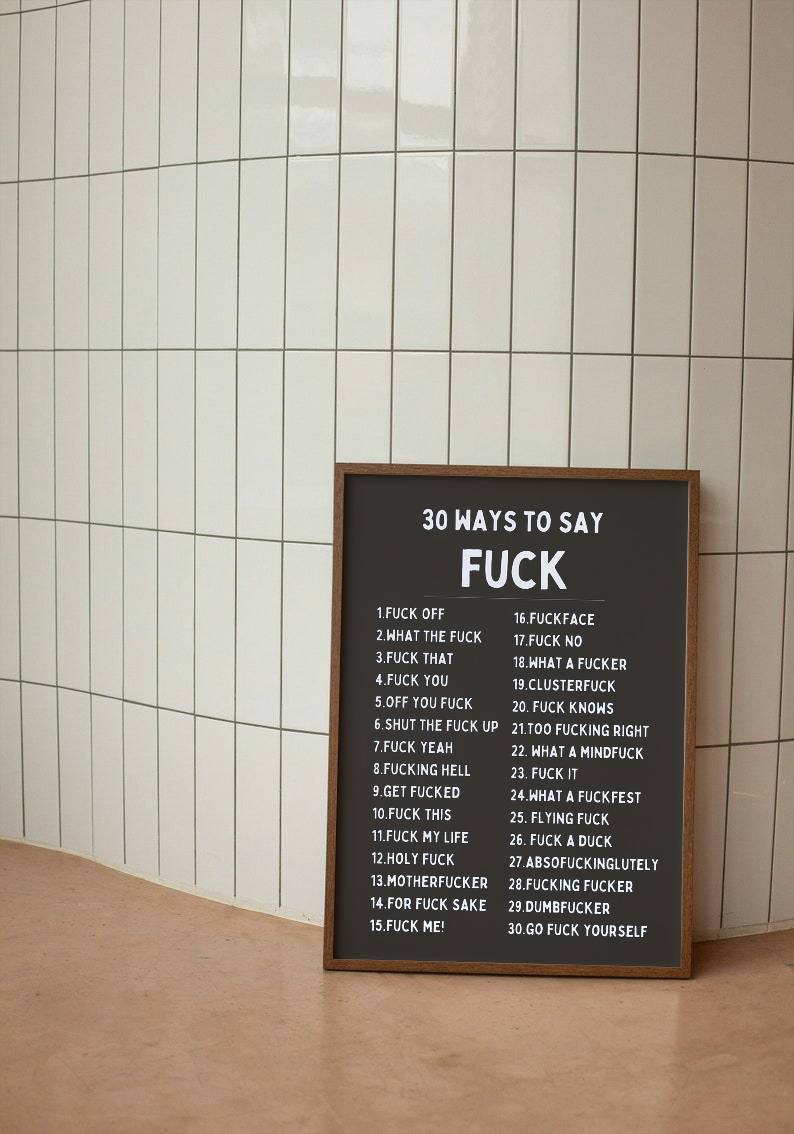 30 WAYS TO SAY
FUCK
1.FUCK OFF
2.WHAT THE FUCK
3.FUCK THAT
4.FUCK YOU
5.OFF YOU FUCK
6.SHUT THE FUCK UP
7.FUCK YEAH
8.FUCKING HELL
9.GET FUCKED
10.FUCK THIS
11.FUCK MY LIFE
12.HOLY FUCK
13.MOTHERFUCKER
14.FOR FUCK SAKE
15.FUCK ME!
16.FUCKFACE
17.FUCK NO
18.WHAT A FUCKER
19.CLUSTERFUCK
20. FUCK KNOWS
21.TOO FUCKING RIGHT
22. WHAT A MINDFUCK
23. FUCK IT
24.WHAT A FUCKFEST
25. FLYING FUCK
26. FUCK A DUCK
27.ABSOFUCKINGLUTELY
28.FUCKING FUCKER
29.DUMBFUCKER
30.GO FUCK YOURSELF